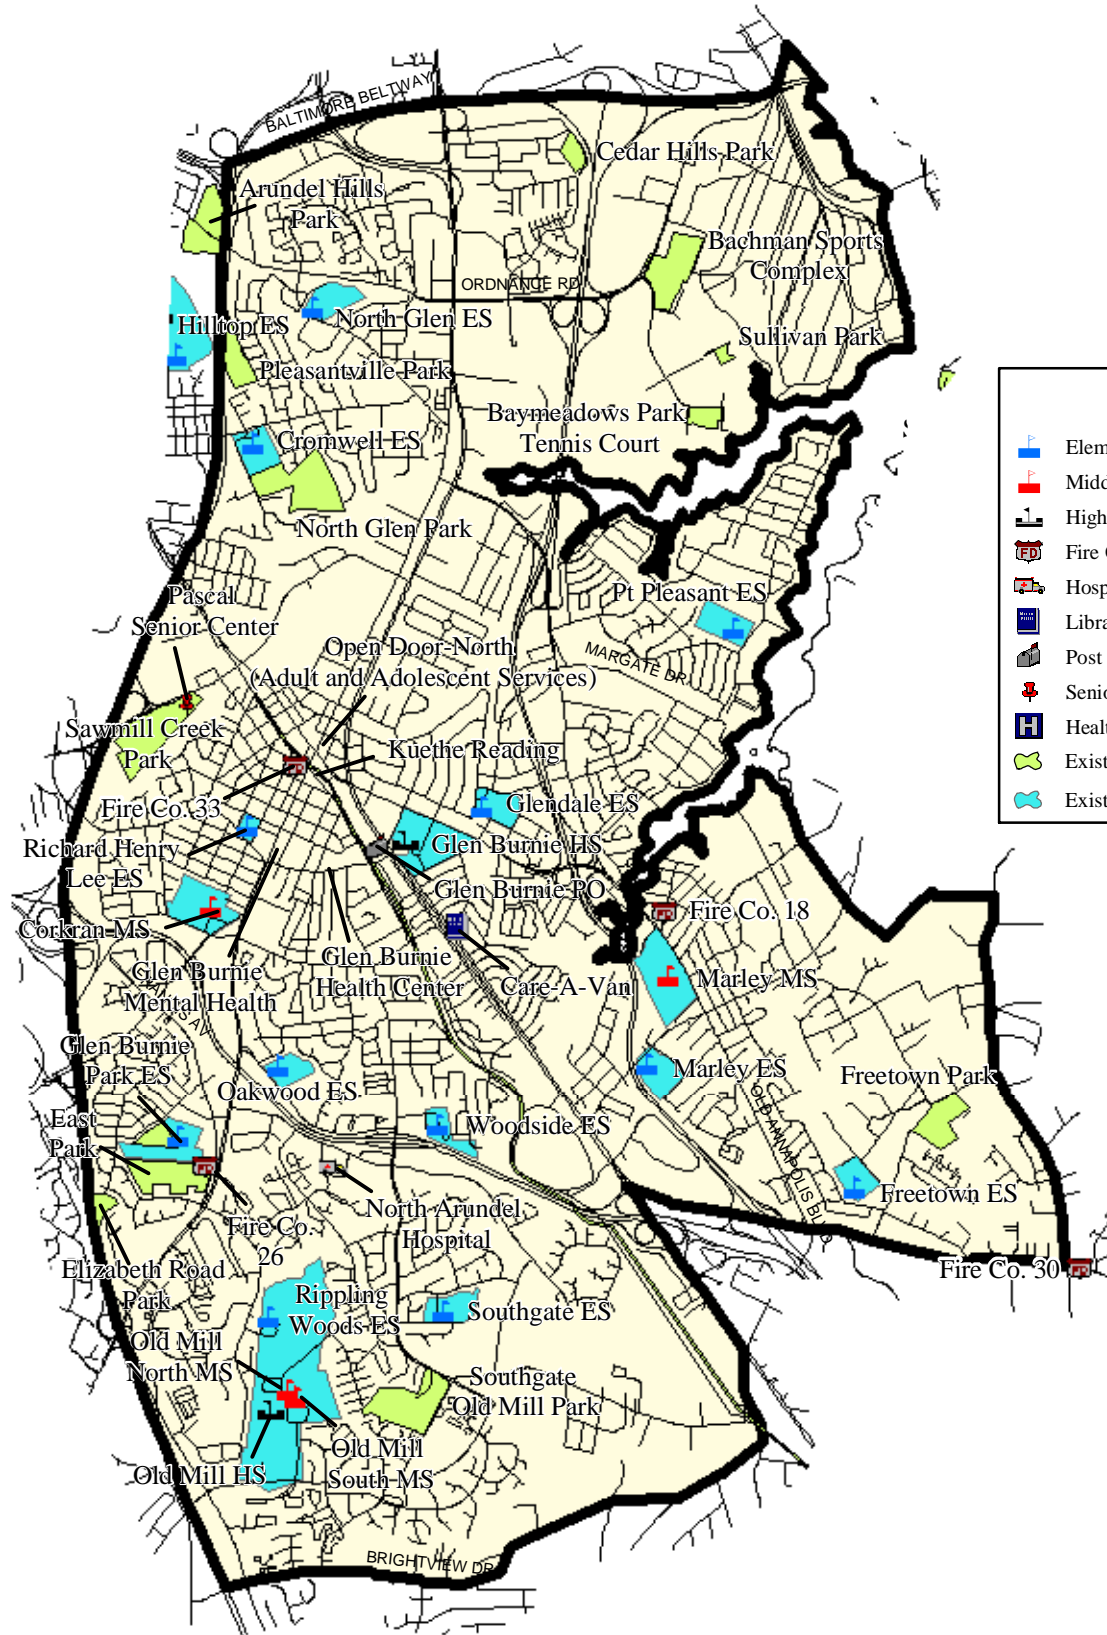 BALTIMORE BELTWAY
Cedar Hills Park
Arundel Hills
Park
Bachman Sports
Complex
ORDNANCE RD
Hilltop ES
North Glen ES
Sullivan Park
Pleasantville Park
Baymeadows Park
Tennis Court
Cromwell ES
North Glen Park
Elem
Midd
High
Fire
Hosp
Libra
Post
Senio
Healt
Exist
Exist
Pt Pleasant ES
Pascal
Senior Center
Open Door-North
(Adult and Adolescent Services)
MARGATE DR
Sawmill Creek
Park
Kuethe Reading
Fire Co. 33
Glendale ES
Richard Henry
Lee ES
Glen Burnie HS
Glen Burnie PO
Fire Co. 18
Corkran MS
Glen Burnie
Mental Health
Glen Burnie
Health Center
Care-A-Van
Marley MS
Glen Burnie
Park ES
Oakwood ES
Marley ES
Freetown Park
East
Park
Woodside ES
OLD ANNAPOLIS BLVD
Freetown ES
North Arundel
Hospital
Fire Co.
26
Elizabeth Road
Park
Fire Co. 30
Rippling
Woods ES
Southgate ES
Old Mill
North MS
Southgate
Old Mill Park
Old Mill
South MS
Old Mill HS
BRIGHTVIEW DR